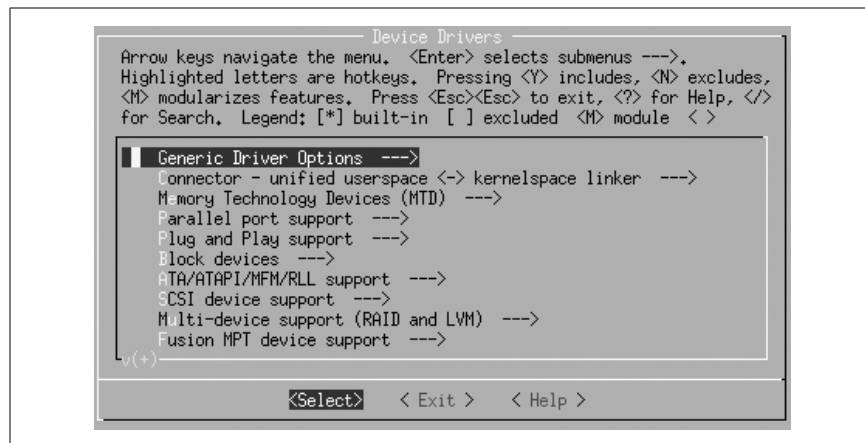 Device Drivers
Arrow keys navigate the menu. <Enter> selects submenus --->.
Highlighted letters are hotkeys. Pressing <Y> includes, <N> excludes,
<M> modularizes features. Press <Esc><Esc> to exit, <?> for Help, </>
for Search. Legend: [*] built-in [ ] excluded <M> module < >
Generic Driver Options --->
Connector - unified userspace <-> kernelspace linker --->
Memory Technology Devices (MTD) --->
Parallel port support --->
Plug and Play support --->
Block devices --->
ATA/ATAPI/MFM/RLL support --->
SCSI device support --->
Multi-device support (RAID and LVM) --->
Fusion MPT device support --->
v(+)
<Select> < Exit > < Help >